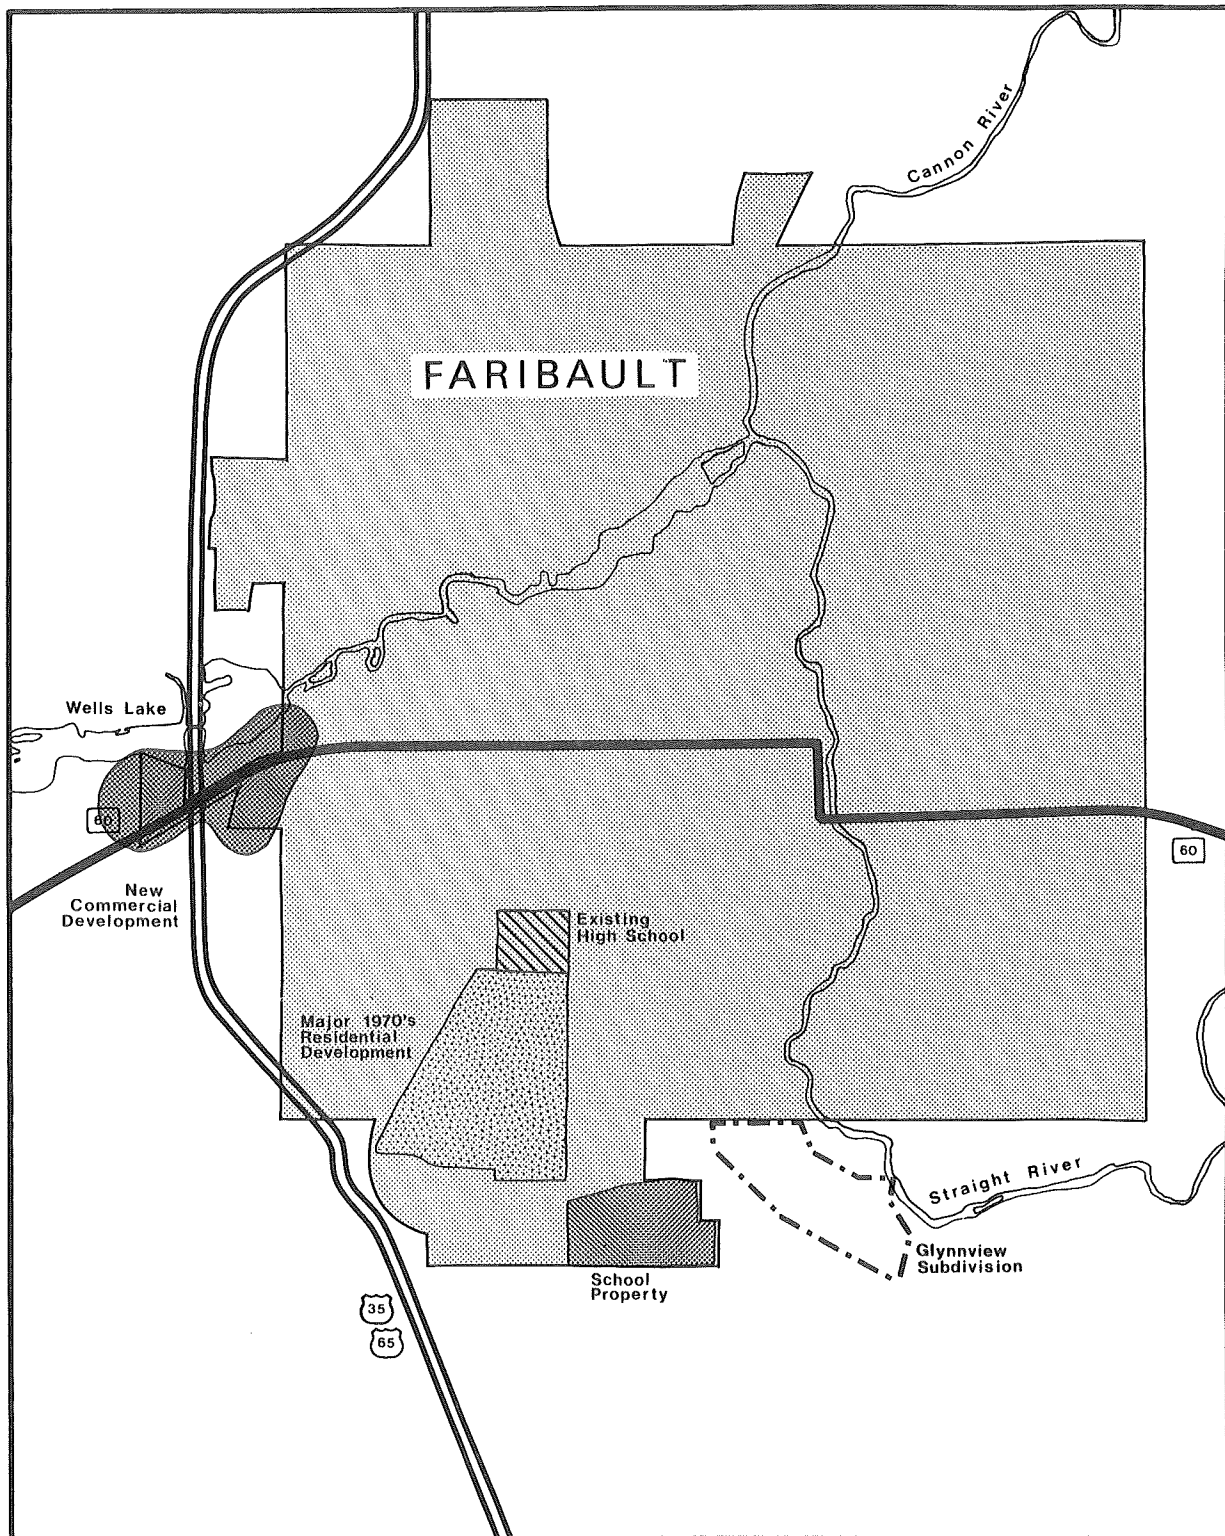 Cannon River
FARIBAULT
Wells Lake
60
60
New
Commercial
Development
Existing
High School
Major 1970's
Residential
Development
Straight River
Glynnview
Subdivision
School
Property
35
65